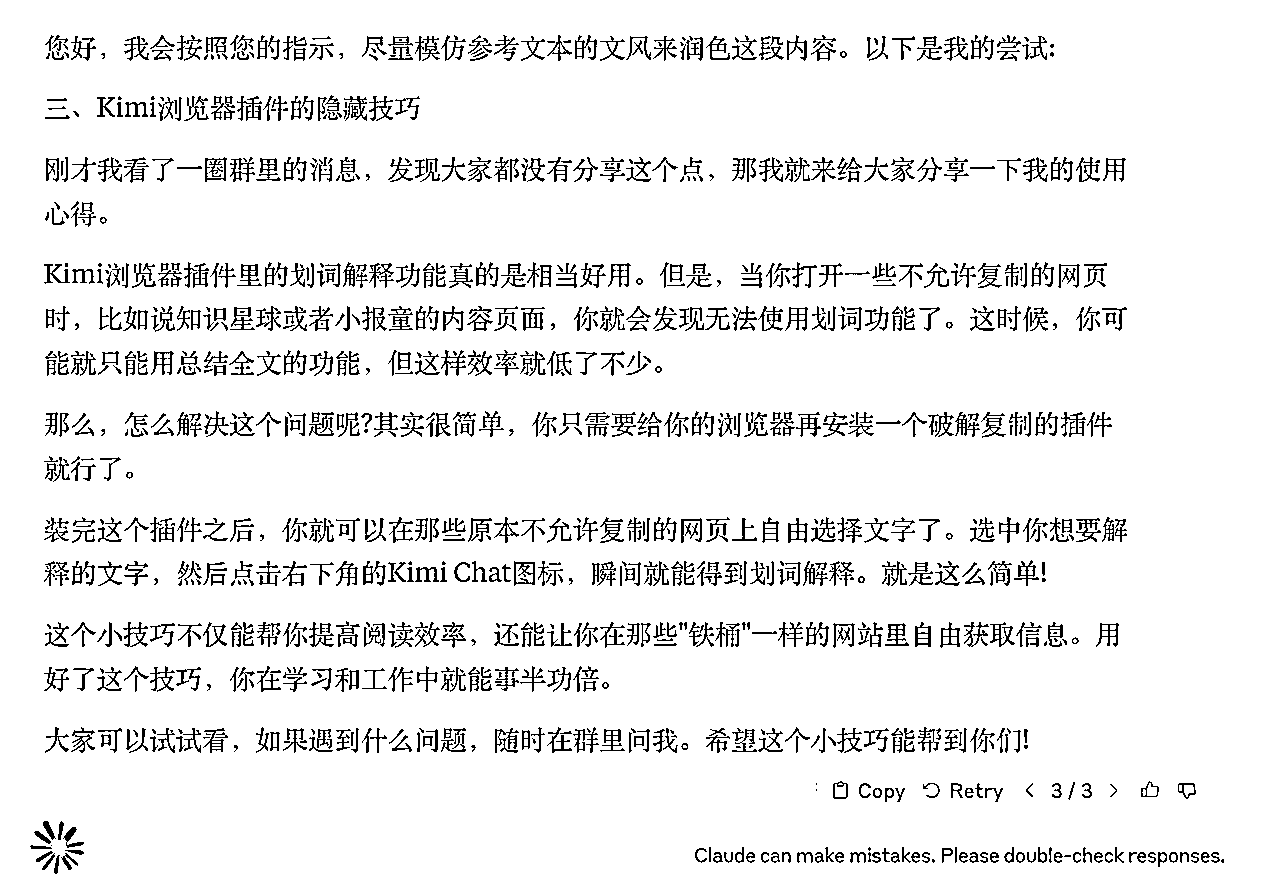 您好，我会按照您的指示，尽量模仿参考文本的文风来润色这段内容。以下是我的尝试:
三、Kimi浏览器插件的隐藏技巧
刚才我看了一圈群里的消息，发现大家都没有分享这个点，那我就来给大家分享一下我的使用
心得。
Kimi浏览器插件里的划词解释功能真的是相当好用。但是，当你打开一些不允许复制的网页
时，比如说知识星球或者小报童的内容页面，你就会发现无法使用划词功能了。这时候，你可
能就只能用总结全文的功能，但这样效率就低了不少。
那么，怎么解决这个问题呢?其实很简单，你只需要给你的浏览器再安装一个破解复制的插件
就行了。
装完这个插件之后，你就可以在那些原本不允许复制的网页上自由选择文字了。选中你想要解
释的文字，然后点击右下角的Kimi Chat图标，瞬间就能得到划词解释。就是这么简单!
这个小技巧不仅能帮你提高阅读效率，还能让你在那些"铁桶"一样的网站里自由获取信息。用
好了这个技巧，你在学习和工作中就能事半功倍。
大家可以试试看，如果遇到什么问题，随时在群里问我。希望这个小技巧能帮到你们!
Copy Retry < 3 / 3 >
Claude can make mistakes. Please double-check responses.